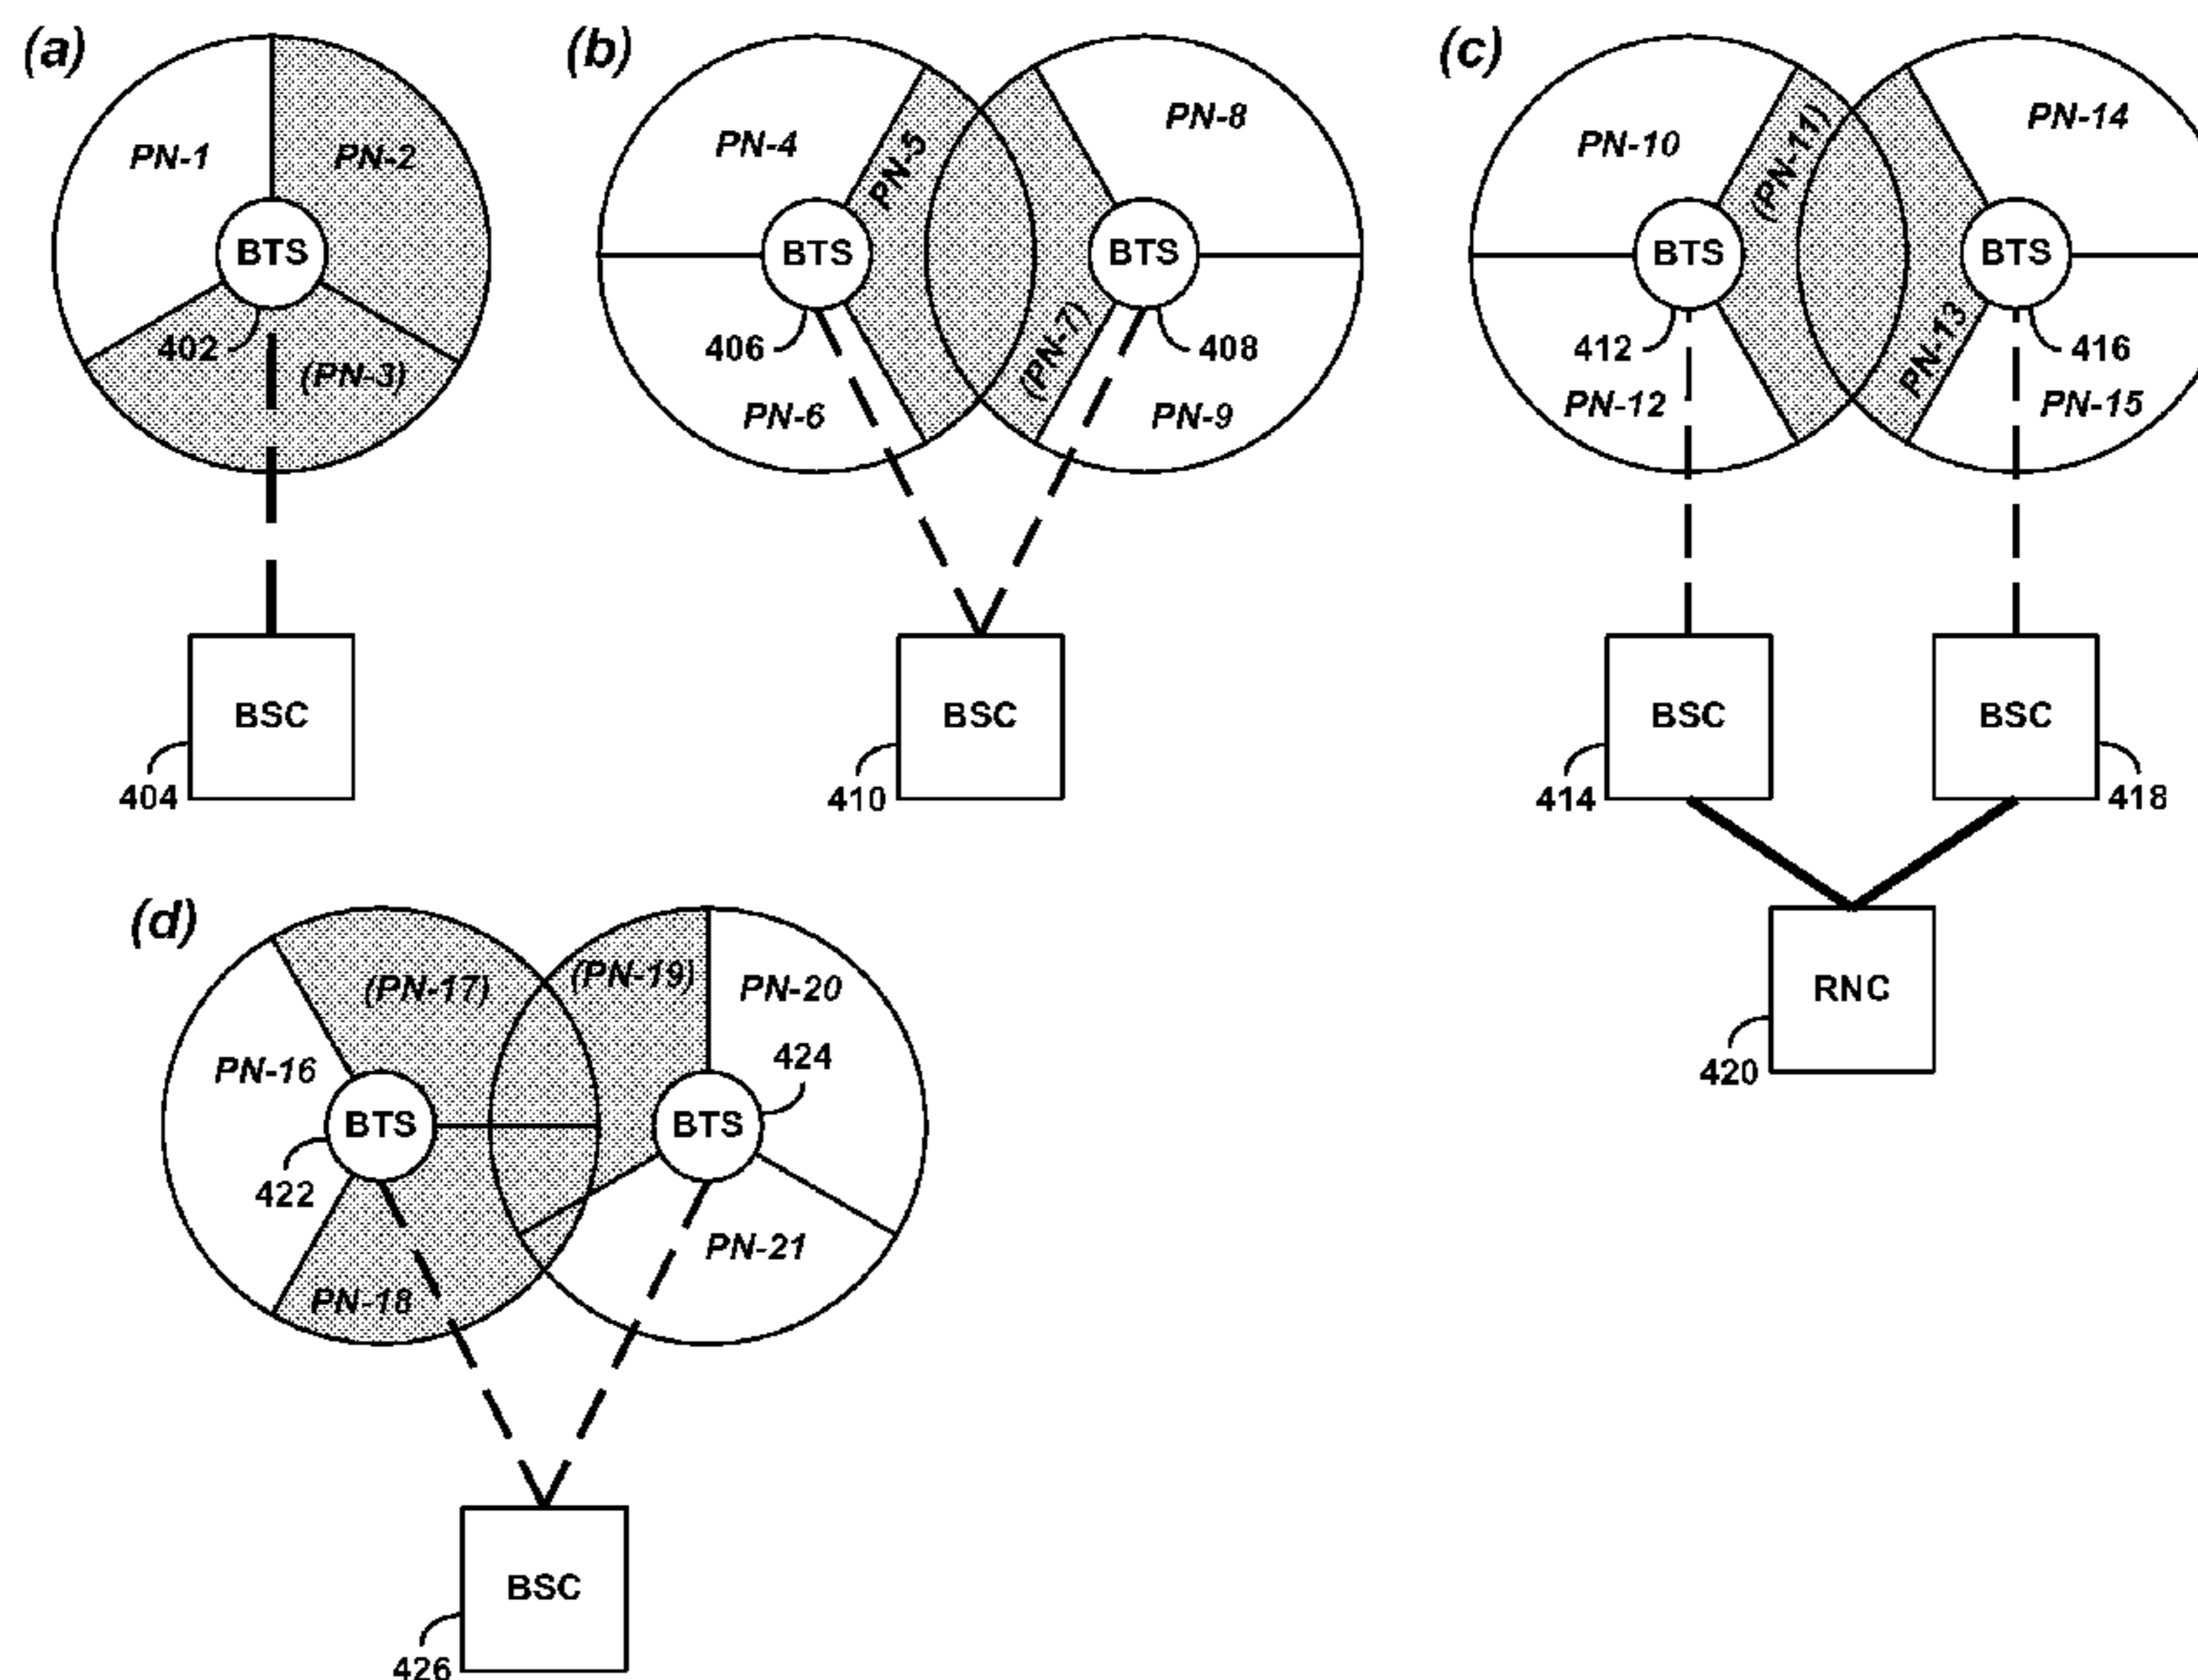 (a)
PN-1
PN-2
BTS
402
(PN-3)
BSC
404
(b)
PN-4
PN-5
PN-8
BTS
BTS
406
(PN-7)
408
PN-6
PN-9
BSC
410
(c)
PN-10
(PN-11)
PN-14
BTS
BTS
412
PN-13
416
PN-12
PN-15
BSC
BSC
414
418
RNC
420
(d)
(PN-17)
(PN-19)
PN-20
PN-16
424
BTS
BTS
422
PN-18
PN-21
BSC
426